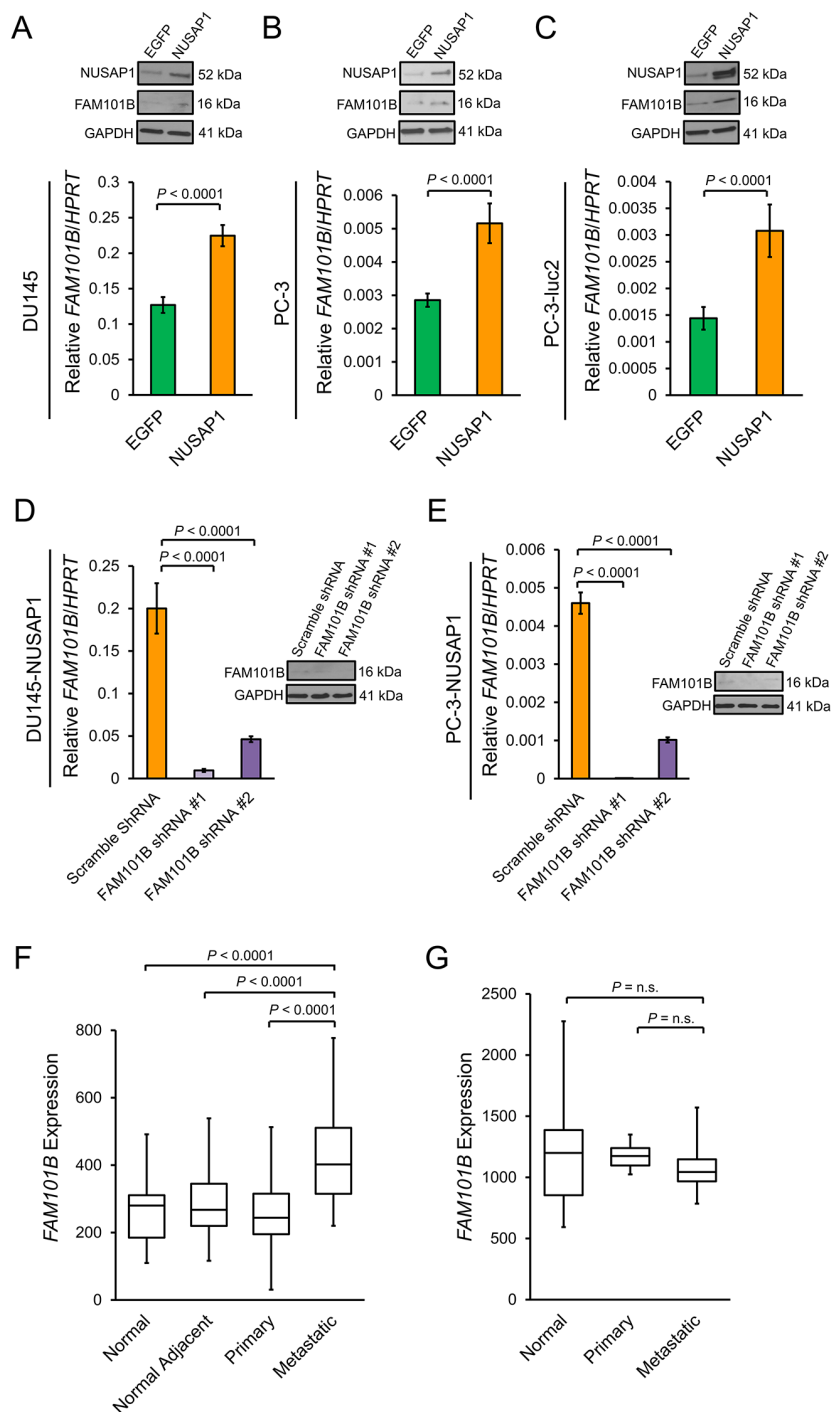 A
EGFP
NUSAP1
NUSAP1
52 kDa
FAM101B
16 kDa
GAPDH
41 kDa
DU145
Relative FAM101B/HPRT
P < 0.0001
0.3
0.25
0.2
0.15
0.1
0.05
0
EGFP
NUSAP1
B
EGFP
NUSAP1
NUSAP1
52 kDa
FAM101B
16 kDa
GAPDH
41 kDa
PC-3
Relative FAM101B/HPRT
P < 0.0001
0.006
0.005
0.004
0.003
0.002
0.001
0
EGFP
NUSAP1
C
EGFP
NUSAP1
NUSAP1
52 kDa
FAM101B
16 kDa
GAPDH
41 kDa
PC-3-luc2
Relative FAM101B/HPRT
P < 0.0001
0.004
0.0035
0.003
0.0025
0.002
0.0015
0.001
0.0005
0
EGFP
NUSAP1
D
DU145-NUSAP1
Relative FAM101B/HPRT
P < 0.0001
P < 0.0001
0.25
0.2
0.15
0.1
0.05
0
Scramble ShRNA
FAM101B shRNA #1
FAM101B shRNA #2
Scramble shRNA
FAM101B shRNA #1
FAM101B shRNA #2
FAM101B
16 kDa
GAPDH
41 kDa
E
PC-3-NUSAP1
Relative FAM101B/HPRT
P < 0.0001
P < 0.0001
0.006
0.005
0.004
0.003
0.002
0.001
0
Scramble shRNA
FAM101B shRNA #1
FAM101B shRNA #2
Scramble shRNA
FAM101B shRNA #1
FAM101B shRNA #2
FAM101B
16 kDa
GAPDH
41 kDa
F
P < 0.0001
P < 0.0001
P < 0.0001
FAM101B Expression
800
600
400
200
0
Normal
Normal Adjacent
Primary
Metastatic
G
P = n.s.
P = n.s.
FAM101B Expression
2500
2000
1500
1000
500
0
Normal
Primary
Metastatic